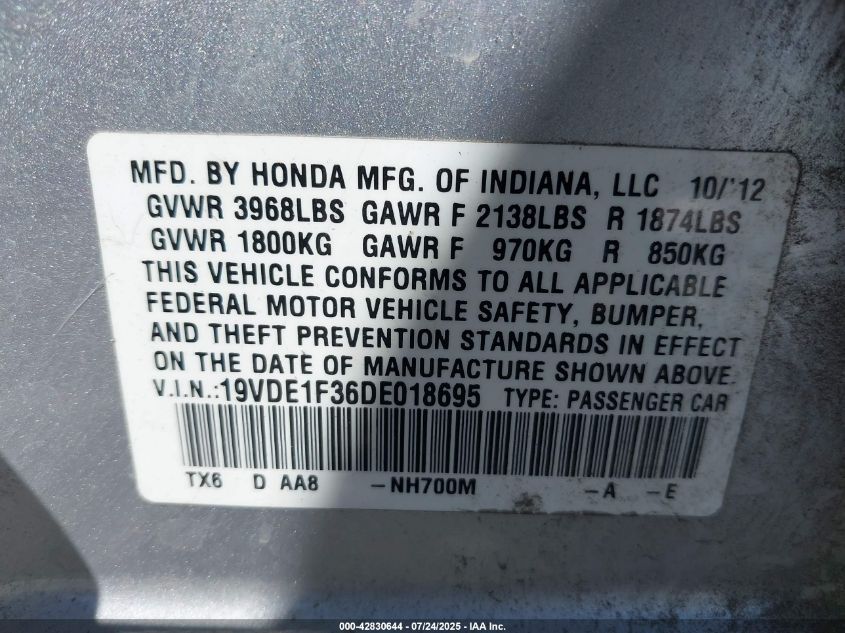 MFD. BY HONDA MFG. OF INDIANA, LLC 10/'12
GVWR 3968LBS GAWR F 2138LBS R 1874LBS
GVWR 1800KG GAWR F 970KG R 850KG
THIS VEHICLE CONFORMS TO ALL APPLICABLE
FEDERAL MOTOR VEHICLE SAFETY, BUMPER,
AND THEFT PREVENTION STANDARDS IN EFFECT
ON THE DATE OF MANUFACTURE SHOWN ABOVE.
V.I.N.:19VDE1F36DE018695 TYPE: PASSENGER CAR
TX6 D AA8 -NH700M -A -E
000-42830644 / 07/24/2025 - IAA Inc.